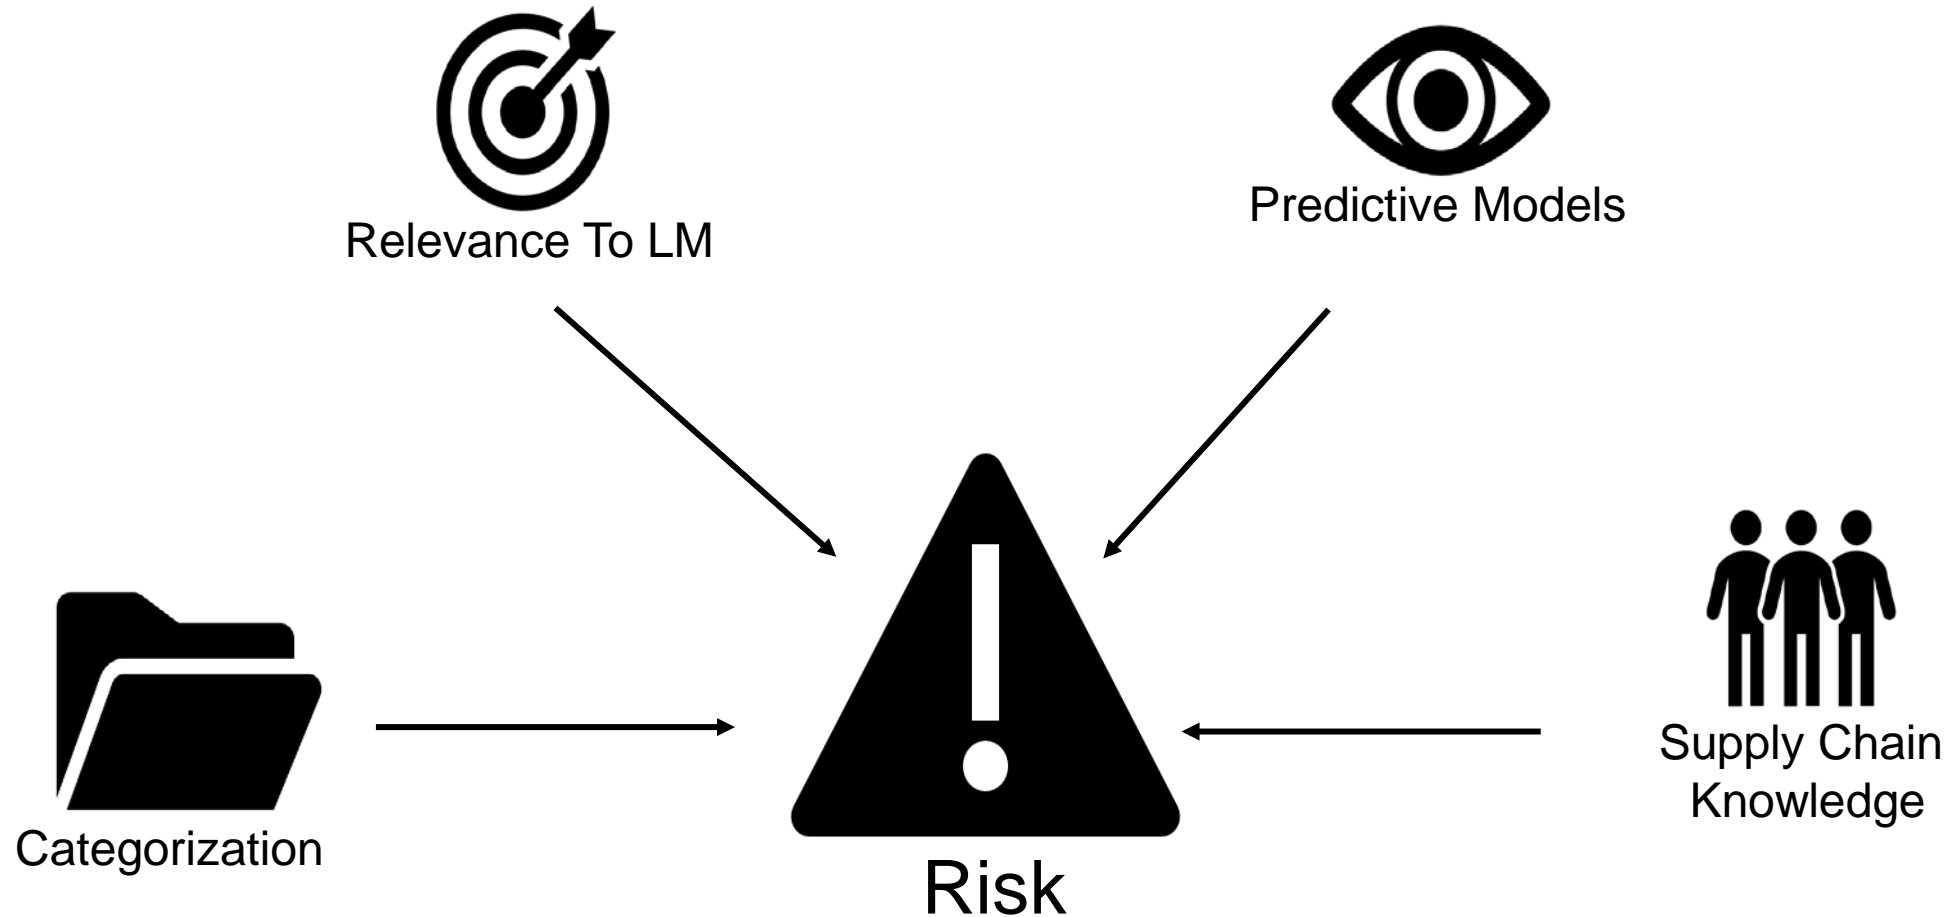 Relevance To LM
Predictive Models
Categorization
Risk
Supply Chain
Knowledge